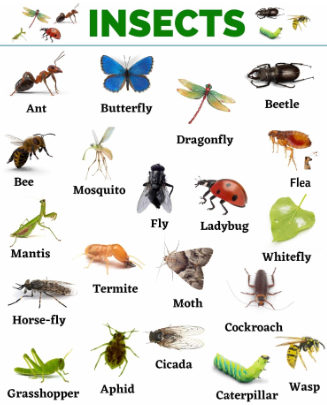 INSECTS
Ant
Butterfly
Dragonfly
Beetle
Bee
Mosquito
Fly
Ladybug
Flea
Mantis
Termite
Moth
Whitefly
Horse-fly
Cockroach
Grasshopper
Aphid
Cicada
Caterpillar
Wasp